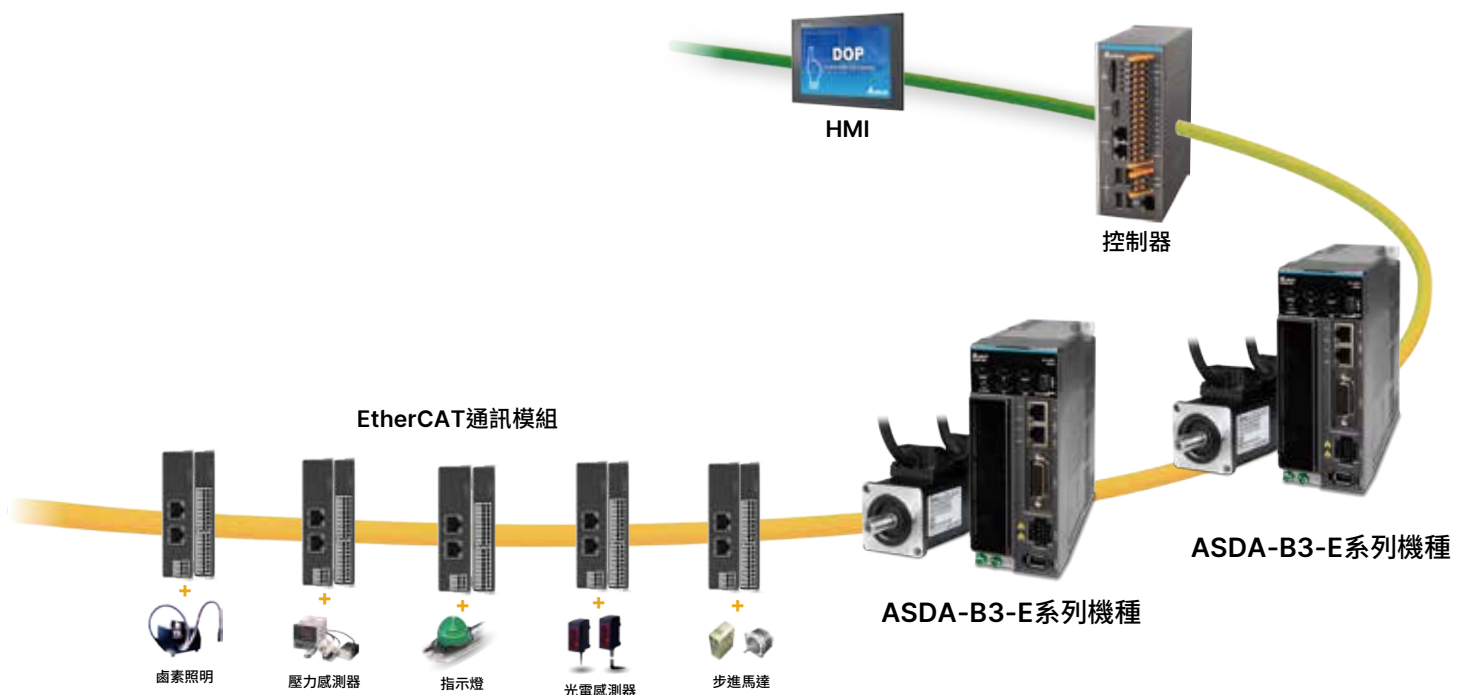 DOP
HMI
控制器
EtherCAT通訊模組
ASDA-B3-E系列機種
ASDA-B3-E系列機種
鹵素照明
壓力感測器
指示燈
光電感測器
步進馬達